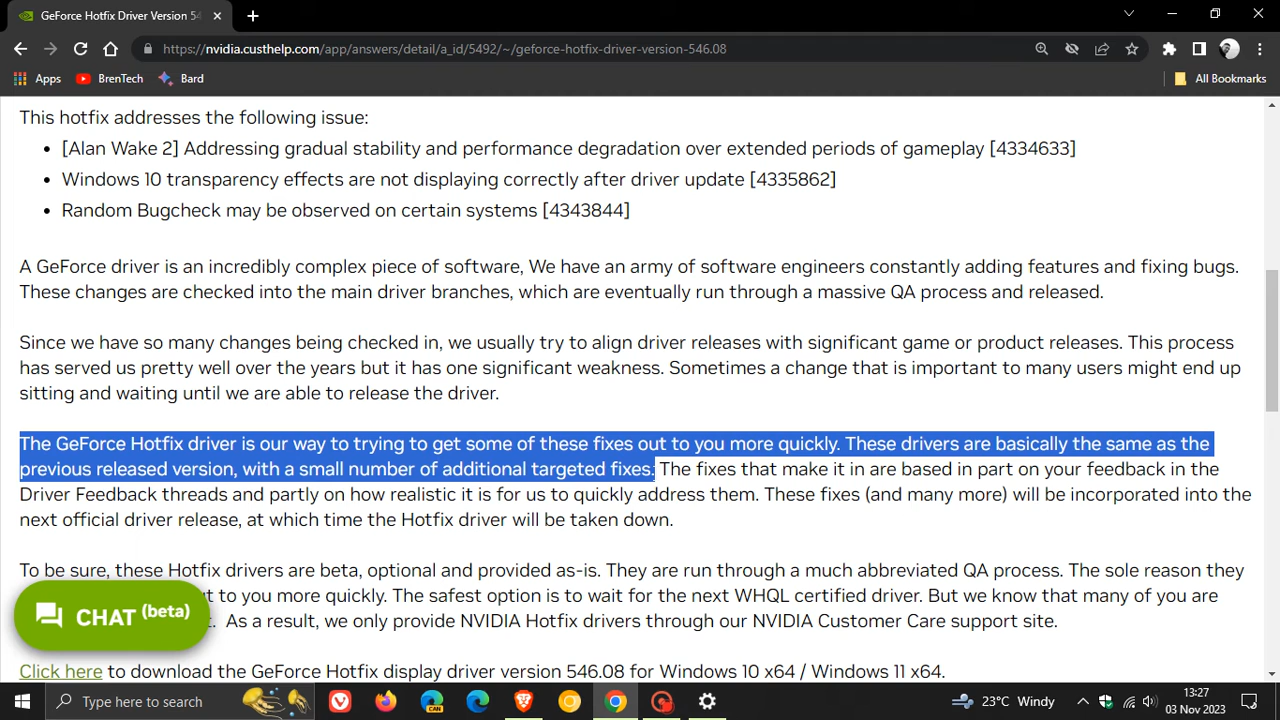 GeForce Hotfix Driver Version 54
https://nvidia.custhelp.com/app/answers/detail/a_id/5492/~/geforce-hotfix-driver-version-546.08
Apps BrenTech Bard All Bookmarks
This hotfix addresses the following issue:
• [Alan Wake 2] Addressing gradual stability and performance degradation over extended periods of gameplay [4334633]
• Windows 10 transparency effects are not displaying correctly after driver update [4335862]
• Random Bugcheck may be observed on certain systems [4343844]
A GeForce driver is an incredibly complex piece of software, We have an army of software engineers constantly adding features and fixing bugs.
These changes are checked into the main driver branches, which are eventually run through a massive QA process and released.
Since we have so many changes being checked in, we usually try to align driver releases with significant game or product releases. This process
has served us pretty well over the years but it has one significant weakness. Sometimes a change that is important to many users might end up
sitting and waiting until we are able to release the driver.
The GeForce Hotfix driver is our way to trying to get some of these fixes out to you more quickly. These drivers are basically the same as the
previous released version, with a small number of additional targeted fixes. The fixes that make it in are based in part on your feedback in the
Driver Feedback threads and partly on how realistic it is for us to quickly address them. These fixes (and many more) will be incorporated into the
next official driver release, at which time the Hotfix driver will be taken down.
To be sure, these Hotfix drivers are beta, optional and provided as-is. They are run through a much abbreviated QA process. The sole reason they
ut to you more quickly. The safest option is to wait for the next WHQL certified driver. But we know that many of you are
t. As a result, we only provide NVIDIA Hotfix drivers through our NVIDIA Customer Care support site.
CHAT (beta)
Click here to download the GeForce Hotfix display driver version 546.08 for Windows 10 x64 / Windows 11 x64.
Type here to search
CAN
23°C Windy
13:27
03 Nov 2023